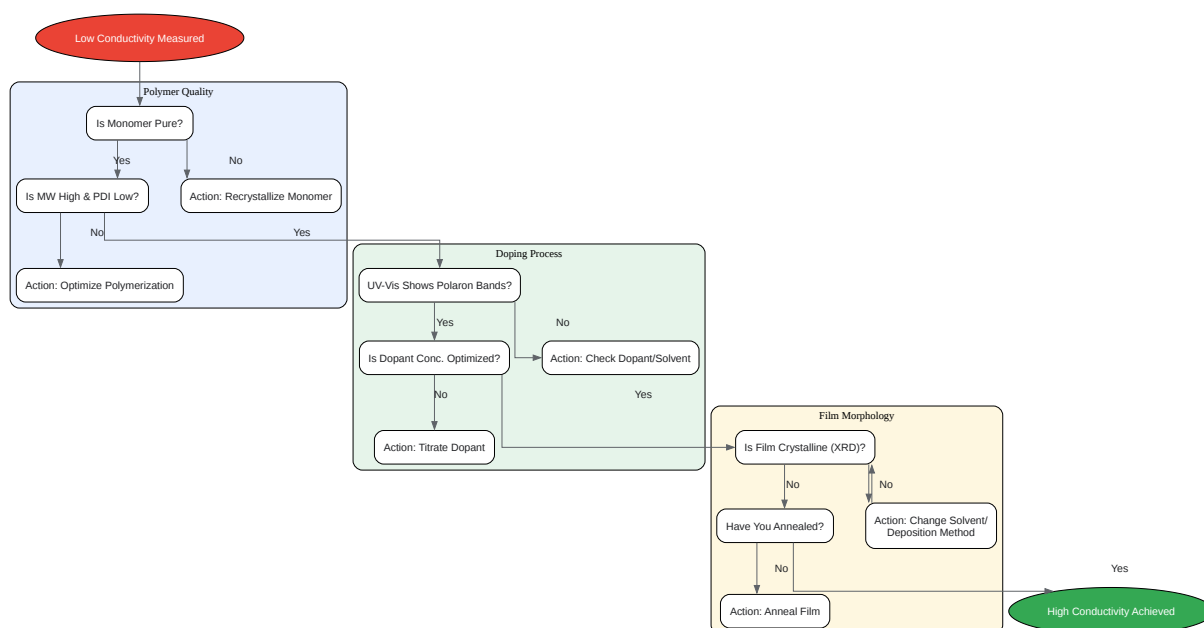 Low Conductivity Measured
Polymer Quality
Is Monomer Pure?
Yes
No
Is MW High & PDI Low?
Action: Recrystallize Monomer
No
Yes
Action: Optimize Polymerization
Doping Process
UV-Vis Shows Polaron Bands?
Yes
No
Is Dopant Conc. Optimized?
Action: Check Dopant/Solvent
No
Yes
Action: Titrate Dopant
Film Morphology
Is Film Crystalline (XRD)?
No
No
Have You Annealed?
Action: Change Solvent/
Deposition Method
No
Yes
Action: Anneal Film
High Conductivity Achieved